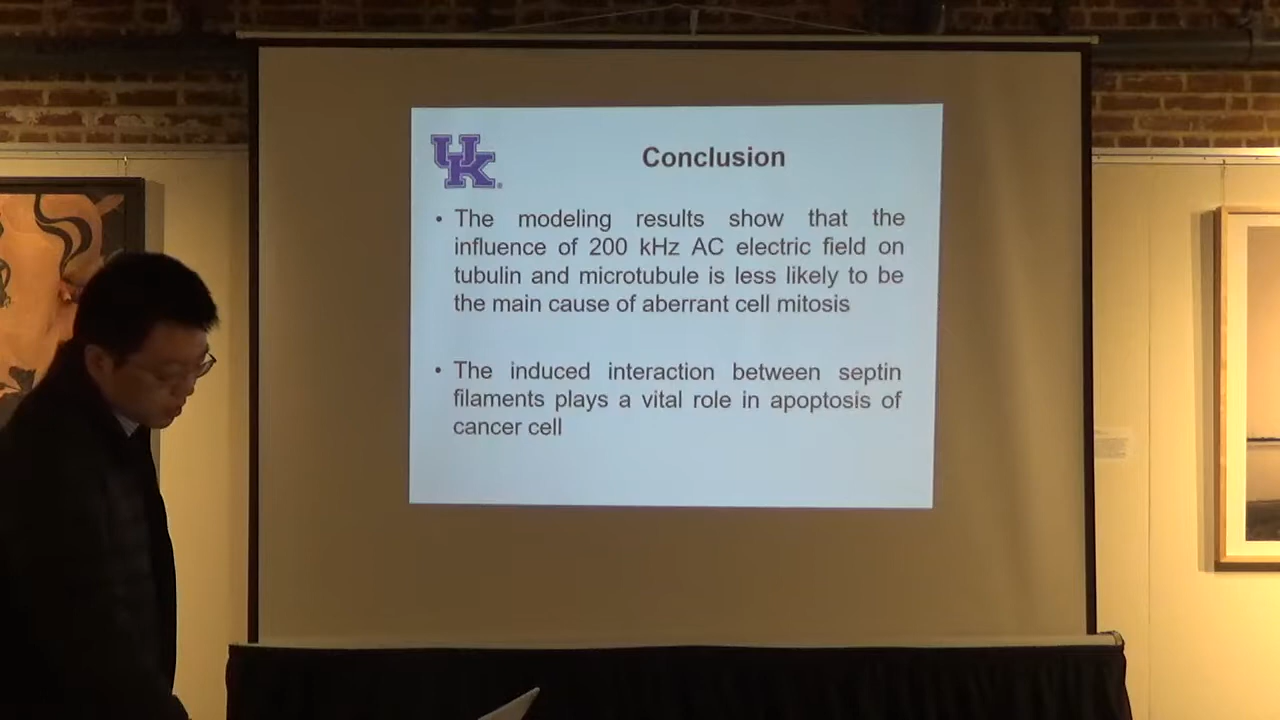 UK®
Conclusion
• The modeling results show that the
influence of 200 kHz AC electric field on
tubulin and microtubule is less likely to be
the main cause of aberrant cell mitosis
• The induced interaction between septin
filaments plays a vital role in apoptosis of
cancer cell